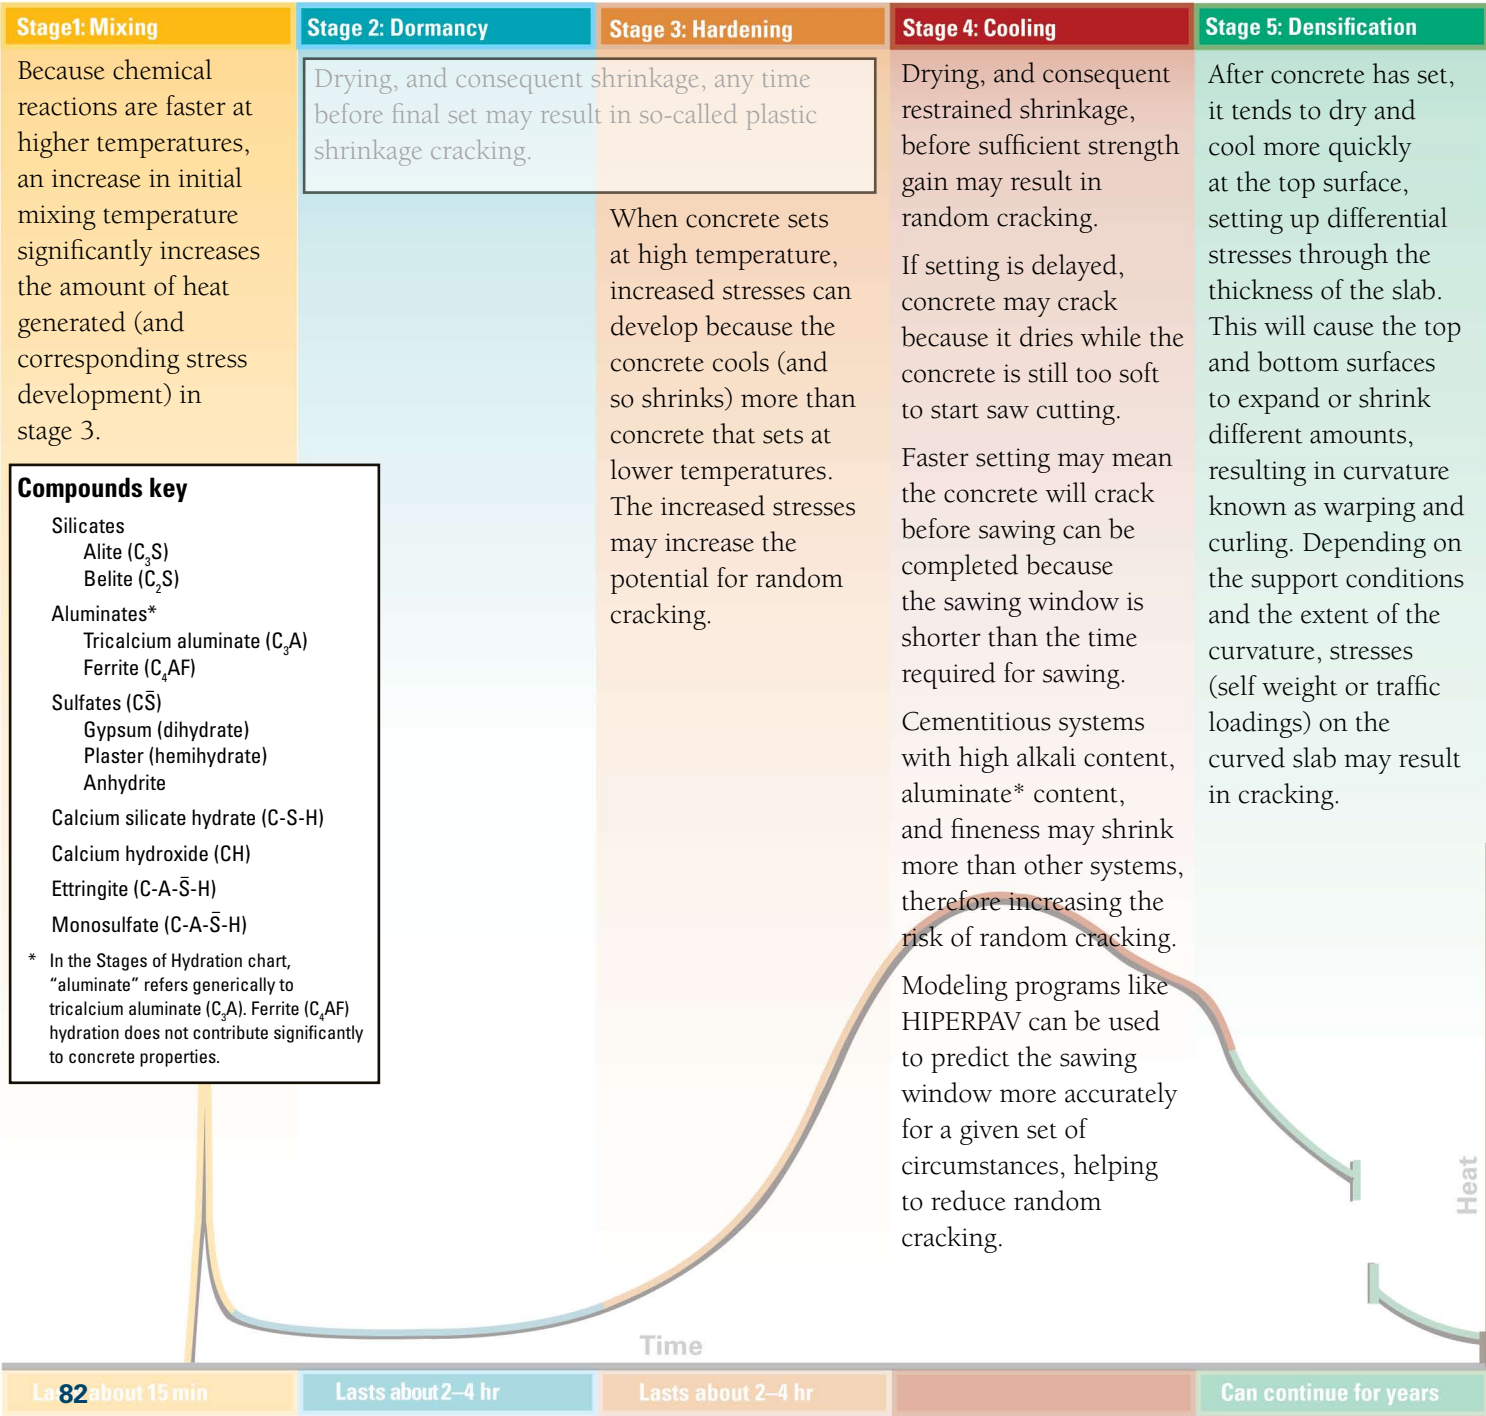 Stage1: Mixing
Because chemical
reactions are faster at
higher temperatures,
an increase in initial
mixing temperature
significantly increases
the amount of heat
generated (and
corresponding stress
development) in
stage 3.
Compounds key
Silicates
Alite (C₃S)
Belite (C₂S)
Aluminates*
Tricalcium aluminate (C₃A)
Ferrite (C₄AF)
Sulfates (CS̄)
Gypsum (dihydrate)
Plaster (hemihydrate)
Anhydrite
Calcium silicate hydrate (C-S-H)
Calcium hydroxide (CH)
Ettringite (C-A-S̄-H)
Monosulfate (C-A-S̄-H)
* In the Stages of Hydration chart,
“aluminate” refers generically to
tricalcium aluminate (C₃A). Ferrite (C₄AF)
hydration does not contribute significantly
to concrete properties.
Stage 2: Dormancy
Drying, and consequent shrinkage, any time
before final set may result in so-called plastic
shrinkage cracking.
Stage 3: Hardening
When concrete sets
at high temperature,
increased stresses can
develop because the
concrete cools (and
so shrinks) more than
concrete that sets at
lower temperatures.
The increased stresses
may increase the
potential for random
cracking.
Stage 4: Cooling
Drying, and consequent
restrained shrinkage,
before sufficient strength
gain may result in
random cracking.
If setting is delayed,
concrete may crack
because it dries while the
concrete is still too soft
to start saw cutting.
Faster setting may mean
the concrete will crack
before sawing can be
completed because
the sawing window is
shorter than the time
required for sawing.
Cementitious systems
with high alkali content,
aluminate* content,
and fineness may shrink
more than other systems,
therefore increasing the
risk of random cracking.
Modeling programs like
HIPERPAV can be used
to predict the sawing
window more accurately
for a given set of
circumstances, helping
to reduce random
cracking.
Stage 5: Densification
After concrete has set,
it tends to dry and
cool more quickly
at the top surface,
setting up differential
stresses through the
thickness of the slab.
This will cause the top
and bottom surfaces
to expand or shrink
different amounts,
resulting in curvature
known as warping and
curling. Depending on
the support conditions
and the extent of the
curvature, stresses
(self weight or traffic
loadings) on the
curved slab may result
in cracking.
Heat
Time
82 about 15 min
Lasts about 2–4 hr
Lasts about 2–4 hr
Can continue for years